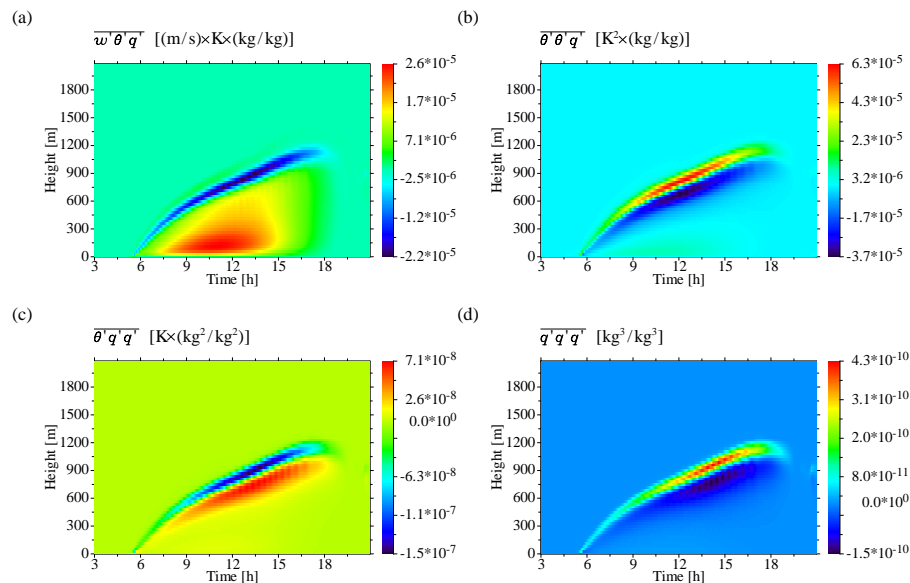 (a)
w'θ'q' [(m/s)×K×(kg/kg)]
Height [m]
1800
1500
1200
900
600
300
0
3 6 9 12 15 18
Time [h]
2.6*10⁻⁵
1.7*10⁻⁵
7.1*10⁻⁶
-2.5*10⁻⁶
-1.2*10⁻⁵
-2.2*10⁻⁵
(b)
θ'θ'q' [K²×(kg/kg)]
Height [m]
1800
1500
1200
900
600
300
0
3 6 9 12 15 18
Time [h]
6.3*10⁻⁵
4.3*10⁻⁵
2.3*10⁻⁵
3.2*10⁻⁶
-1.7*10⁻⁵
-3.7*10⁻⁵
(c)
θ'q'q' [K×(kg²/kg²)]
Height [m]
1800
1500
1200
900
600
300
0
3 6 9 12 15 18
Time [h]
7.1*10⁻⁸
2.6*10⁻⁸
0.0*10⁰
-6.3*10⁻⁸
-1.1*10⁻⁷
-1.5*10⁻⁷
(d)
q'q'q' [kg³/kg³]
Height [m]
1800
1500
1200
900
600
300
0
3 6 9 12 15 18
Time [h]
4.3*10⁻¹⁰
3.1*10⁻¹⁰
2.0*10⁻¹⁰
8.0*10⁻¹¹
0.0*10⁰
-1.5*10⁻¹⁰